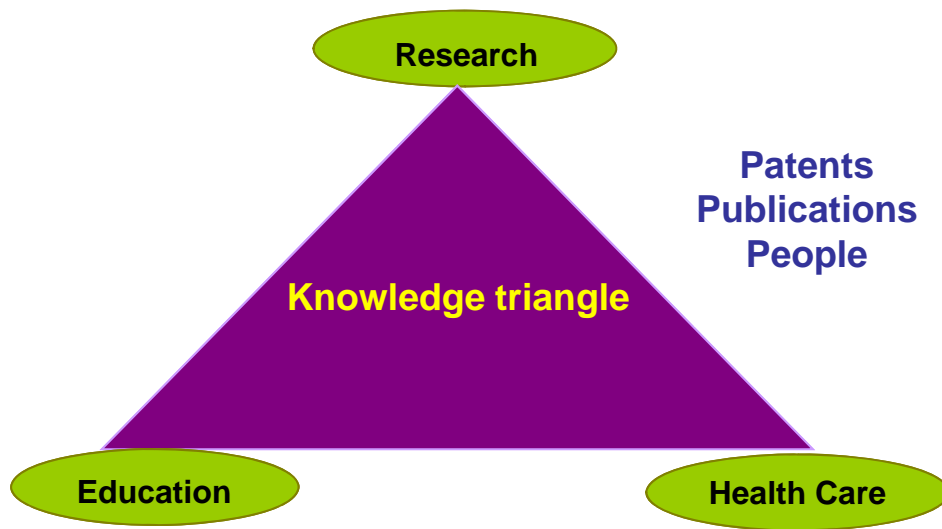 Research
Patents
Publications
People
Knowledge triangle
Education
Health Care